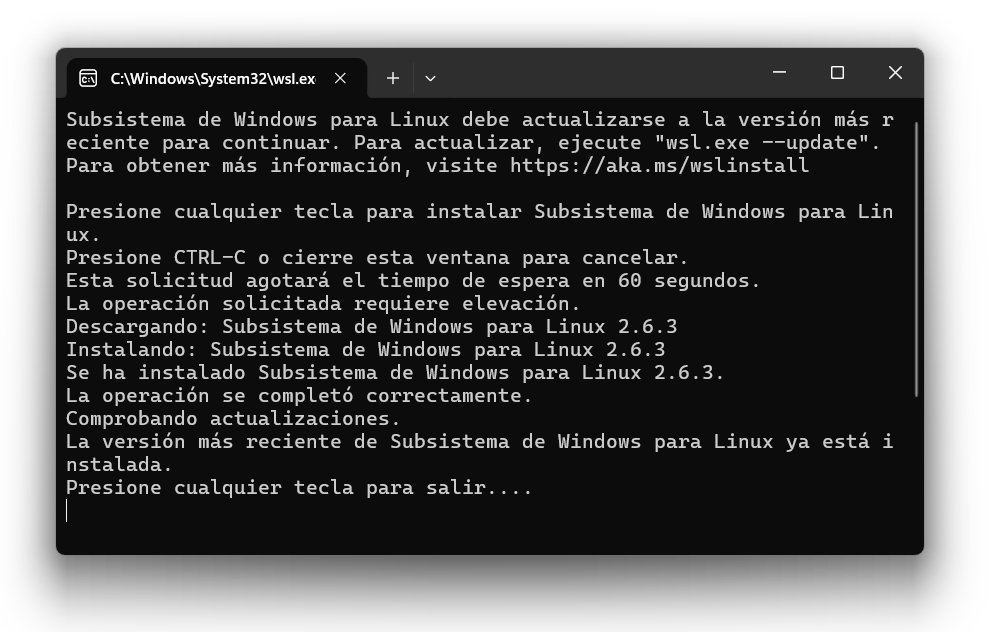 C:\Windows\System32\wsl.ex
Subsistema de Windows para Linux debe actualizarse a la versión más r
eciente para continuar. Para actualizar, ejecute "wsl.exe --update".
Para obtener más información, visite https://aka.ms/wslinstall
Presione cualquier tecla para instalar Subsistema de Windows para Lin
ux.
Presione CTRL-C o cierre esta ventana para cancelar.
Esta solicitud agotará el tiempo de espera en 60 segundos.
La operación solicitada requiere elevación.
Descargando: Subsistema de Windows para Linux 2.6.3
Instalando: Subsistema de Windows para Linux 2.6.3
Se ha instalado Subsistema de Windows para Linux 2.6.3.
La operación se completó correctamente.
Comprobando actualizaciones.
La versión más reciente de Subsistema de Windows para Linux ya está i
nstalada.
Presione cualquier tecla para salir....